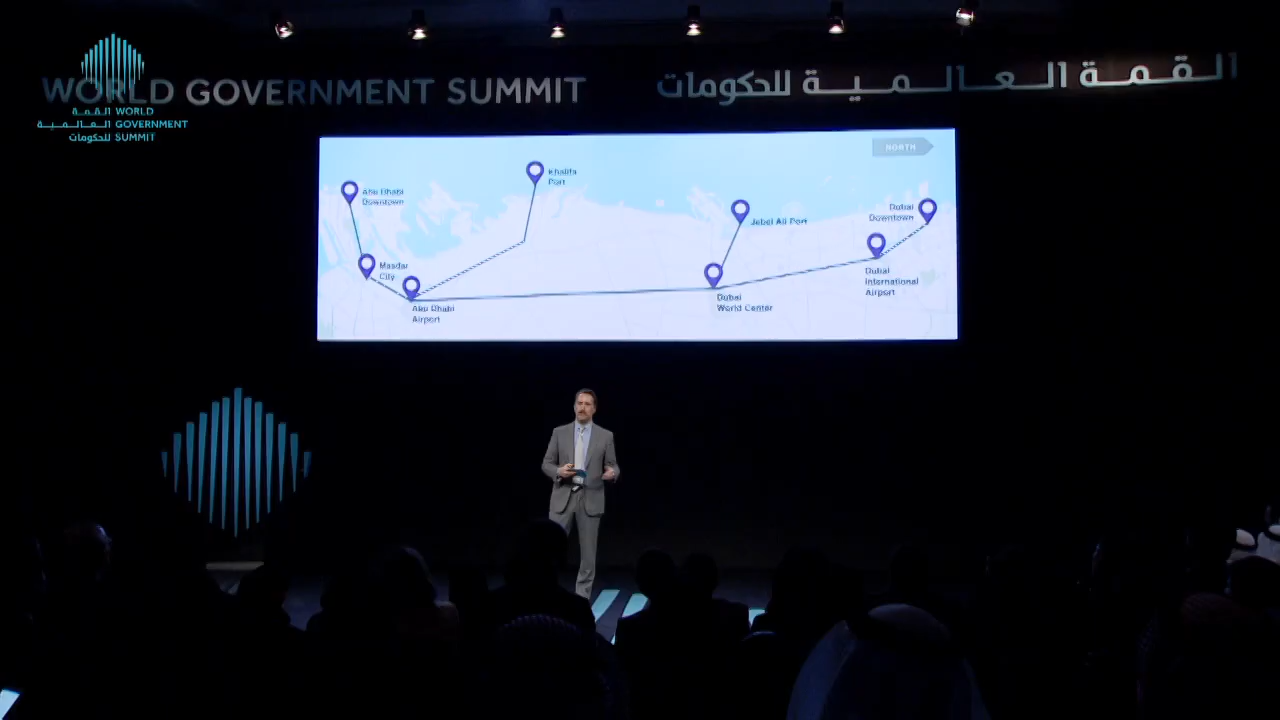 WORLD GOVERNMENT SUMMIT
القمة العالمية للحكومات
القمة WORLD
العالمية GOVERNMENT
للحكومات SUMMIT
NORTH
Abu Dhabi
Downtown
Khalifa
Port
Masdar
City
Abu Dhabi
Airport
Jebel Ali Port
Dubai
World Center
Dubai
Downtown
Dubai
International
Airport